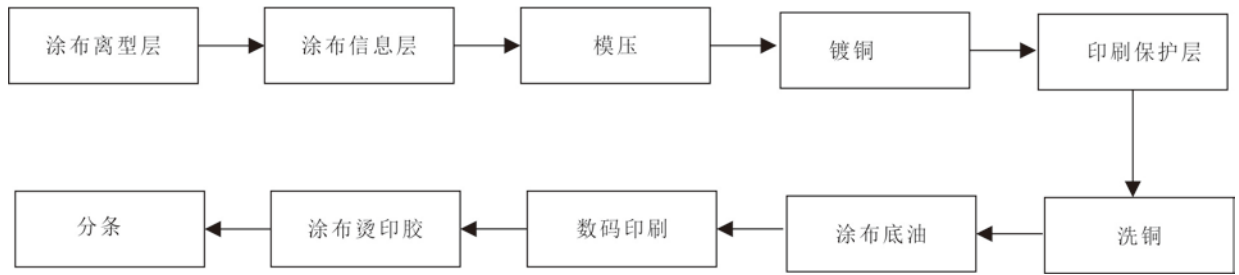 涂布离型层
涂布信息层
模压
镀铜
印刷保护层
洗铜
涂布底油
数码印刷
涂布烫印胶
分条